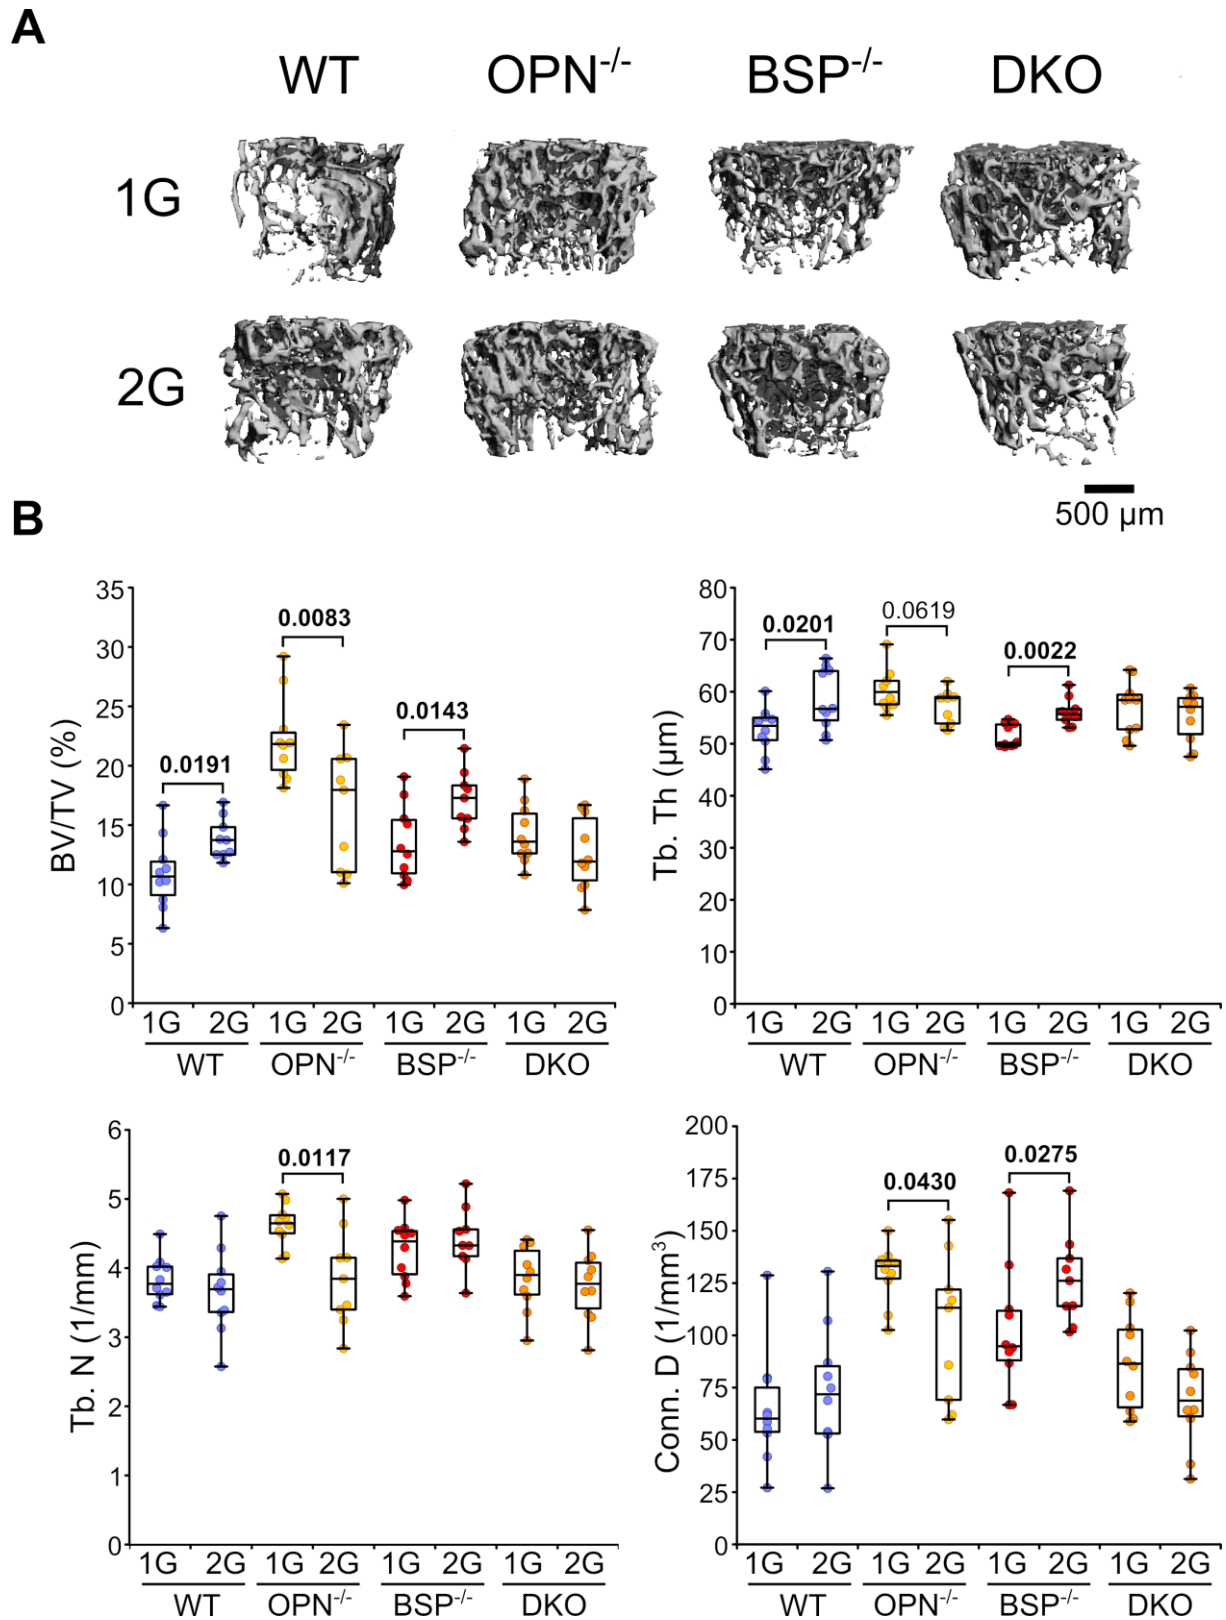 A
WT OPN-/- BSP-/- DKO
1G
2G
500 µm
B
BV/TV (%)
35
30
25
20
15
10
5
0
0.0191
0.0083
0.0143
1G 2G 1G 2G 1G 2G 1G 2G
WT OPN-/- BSP-/- DKO
Tb. Th (µm)
80
70
60
50
40
30
20
10
0
0.0201
0.0619
0.0022
1G 2G 1G 2G 1G 2G 1G 2G
WT OPN-/- BSP-/- DKO
Tb. N (1/mm)
6
5
4
3
2
1
0
0.0117
1G 2G 1G 2G 1G 2G 1G 2G
WT OPN-/- BSP-/- DKO
Conn. D (1/mm³)
200
175
150
125
100
75
50
25
0
0.0430
0.0275
1G 2G 1G 2G 1G 2G 1G 2G
WT OPN-/- BSP-/- DKO